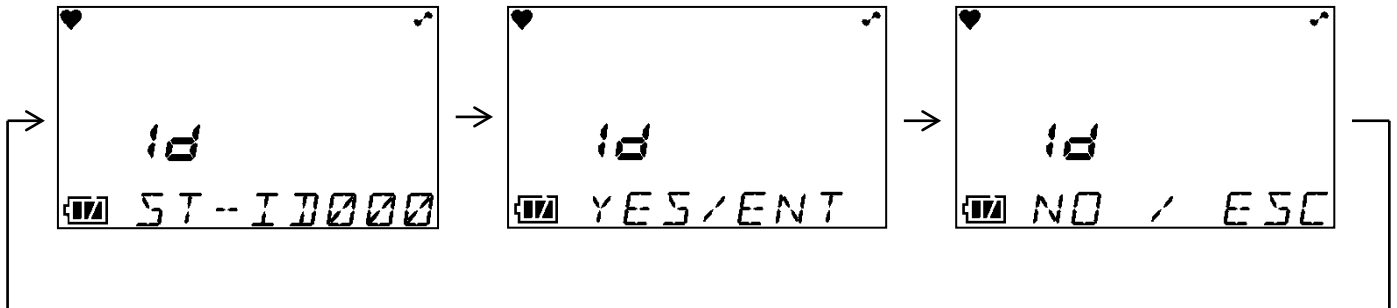 Id
ST-ID000
Id
YES/ENT
Id
NO / ESC